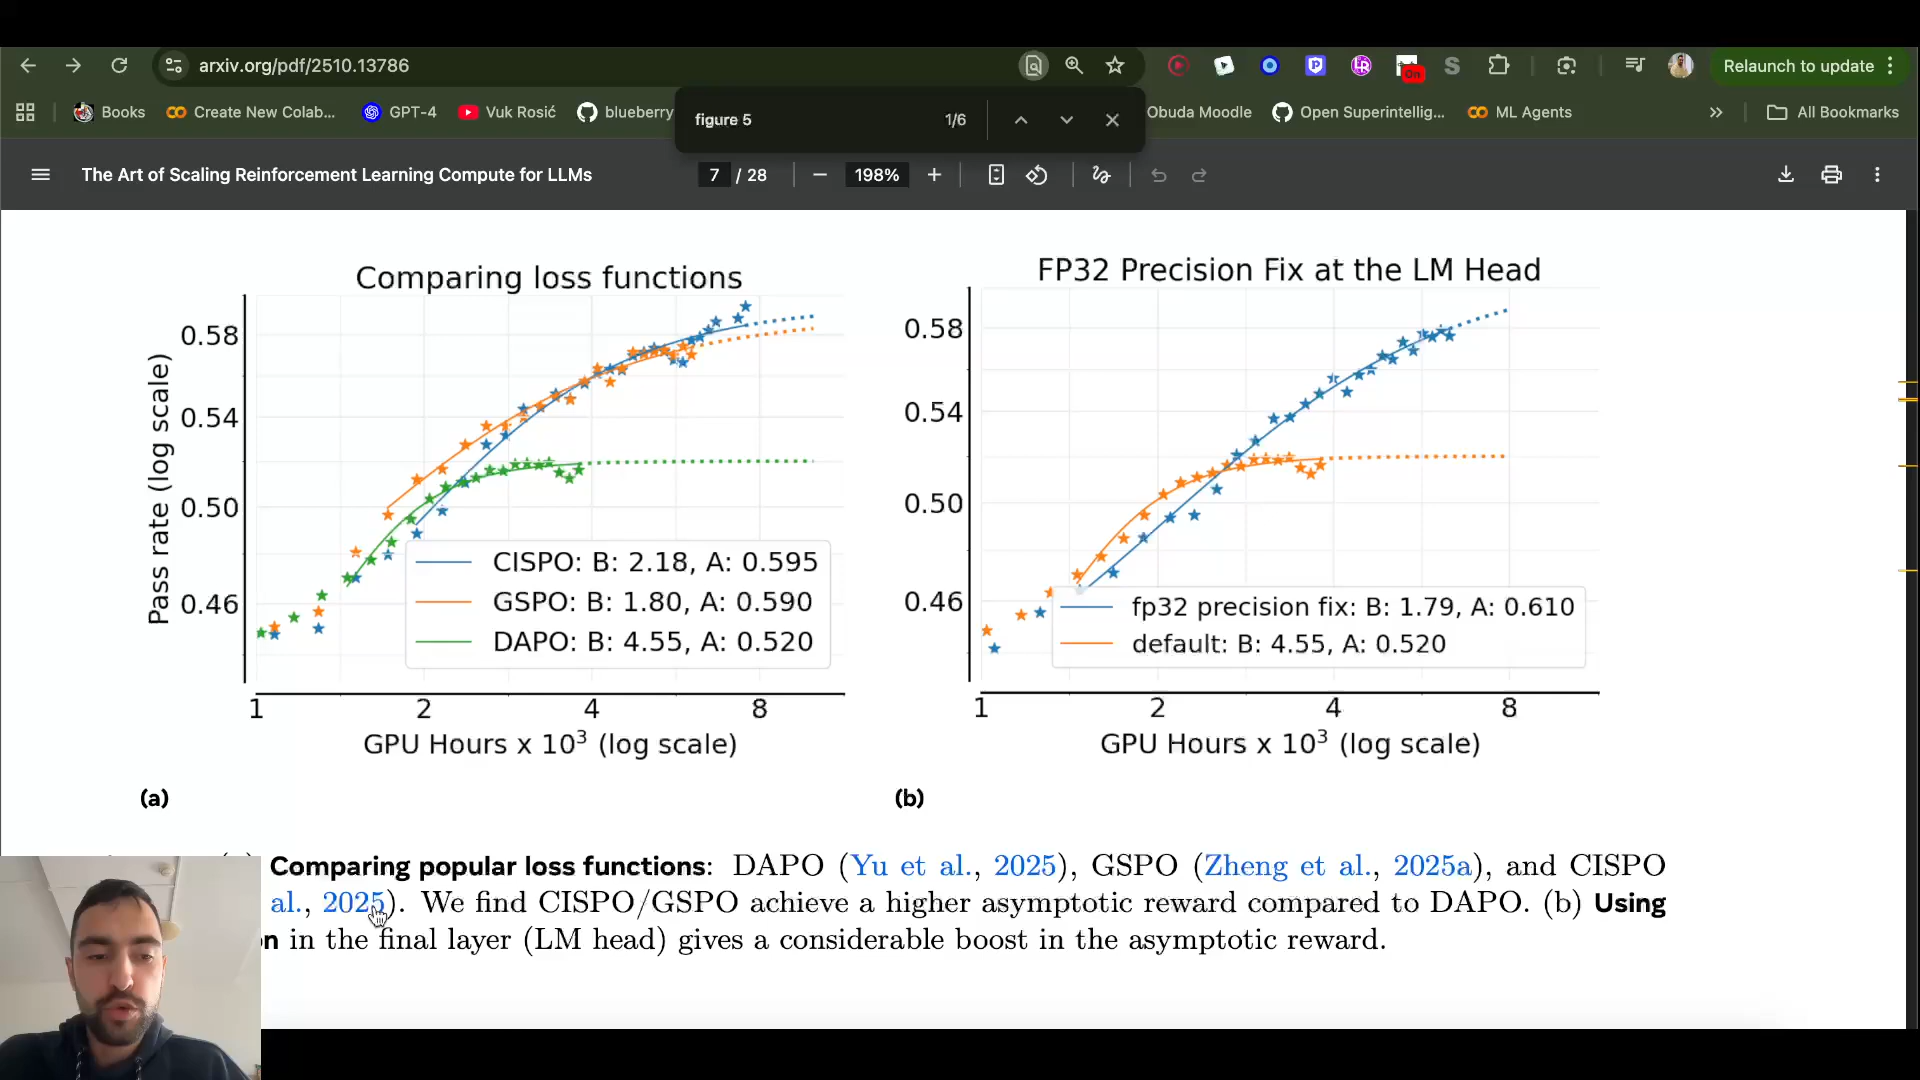 arxiv.org/pdf/2510.13786
On
Relaunch to update
Books
Create New Colab...
GPT-4
Vuk Rosić
blueberry
Obuda Moodle
Open Superintellig...
ML Agents
All Bookmarks
figure 5
1/6
The Art of Scaling Reinforcement Learning Compute for LLMs
7 / 28
198%
Comparing loss functions
Pass rate (log scale)
0.58
0.54
0.50
0.46
CISPO: B: 2.18, A: 0.595
GSPO: B: 1.80, A: 0.590
DAPO: B: 4.55, A: 0.520
1 2 4 8
GPU Hours x 10³ (log scale)
(a)
FP32 Precision Fix at the LM Head
0.58
0.54
0.50
0.46
fp32 precision fix: B: 1.79, A: 0.610
default: B: 4.55, A: 0.520
1 2 4 8
GPU Hours x 10³ (log scale)
(b)
Comparing popular loss functions: DAPO (Yu et al., 2025), GSPO (Zheng et al., 2025a), and CISPO
al., 2025). We find CISPO/GSPO achieve a higher asymptotic reward compared to DAPO. (b) Using
n in the final layer (LM head) gives a considerable boost in the asymptotic reward.